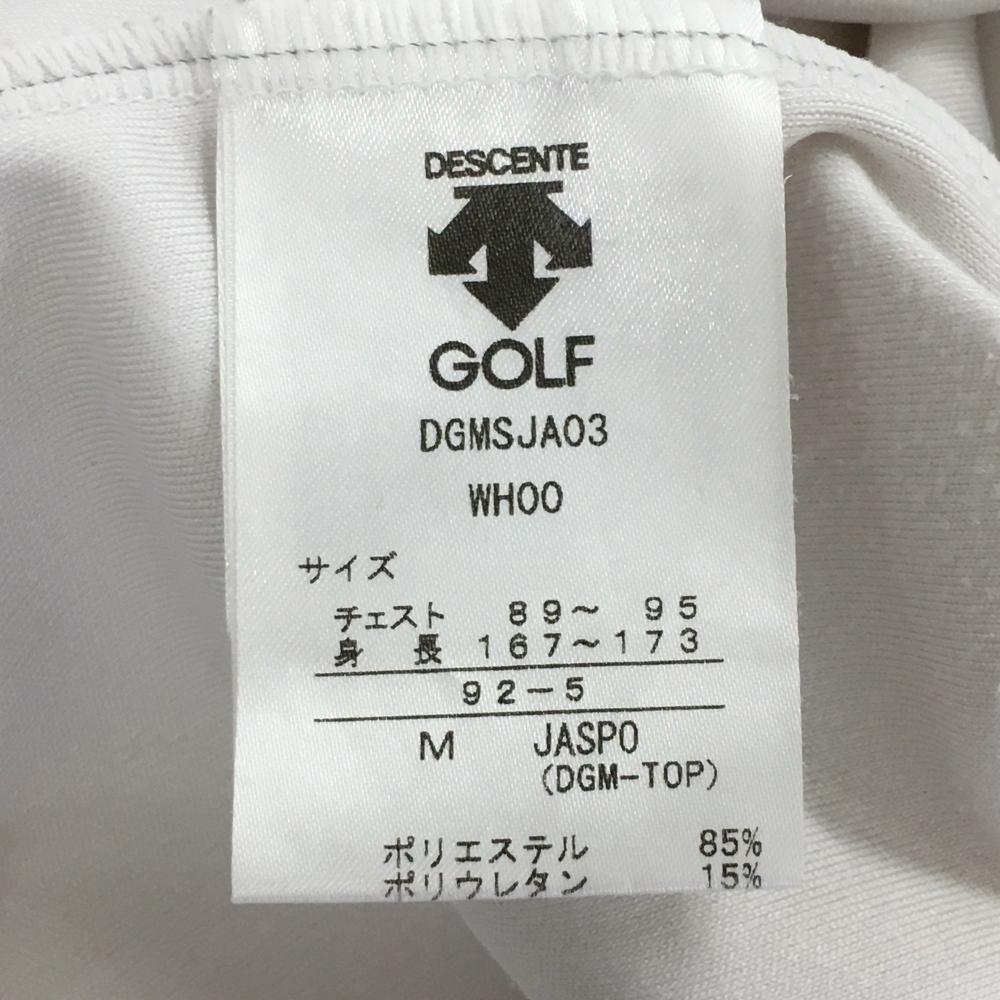 DESCENTE
GOLF
DGMSJA03
WH00
サイズ
チェスト 89～ 95
身 長 167～173
92-5
M JASPO
(DGM-TOP)
ポリエステル 85%
ポリウレタン 15%